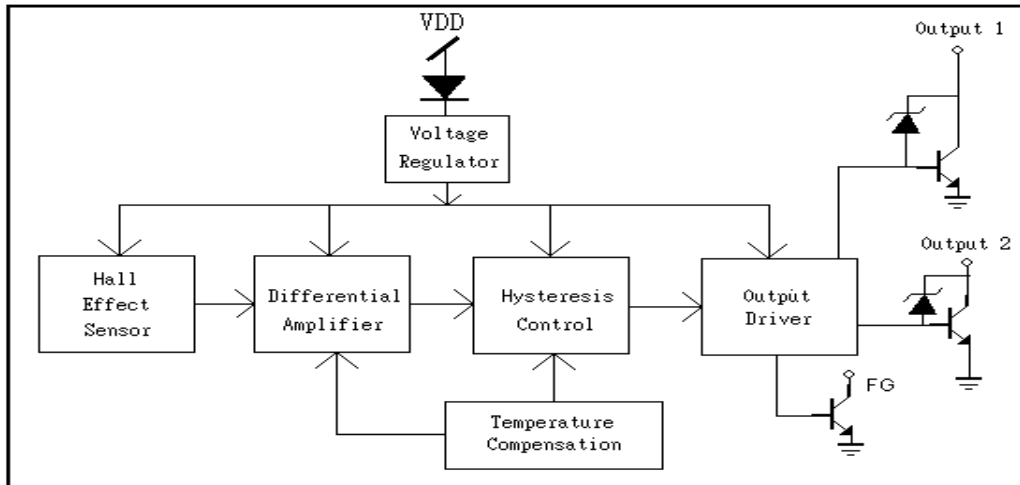 VDD
Output 1
Voltage
Regulator
Output 2
Hall
Effect
Sensor
Differential
Amplifier
Hysteresis
Control
Output
Driver
FG
Temperature
Compensation